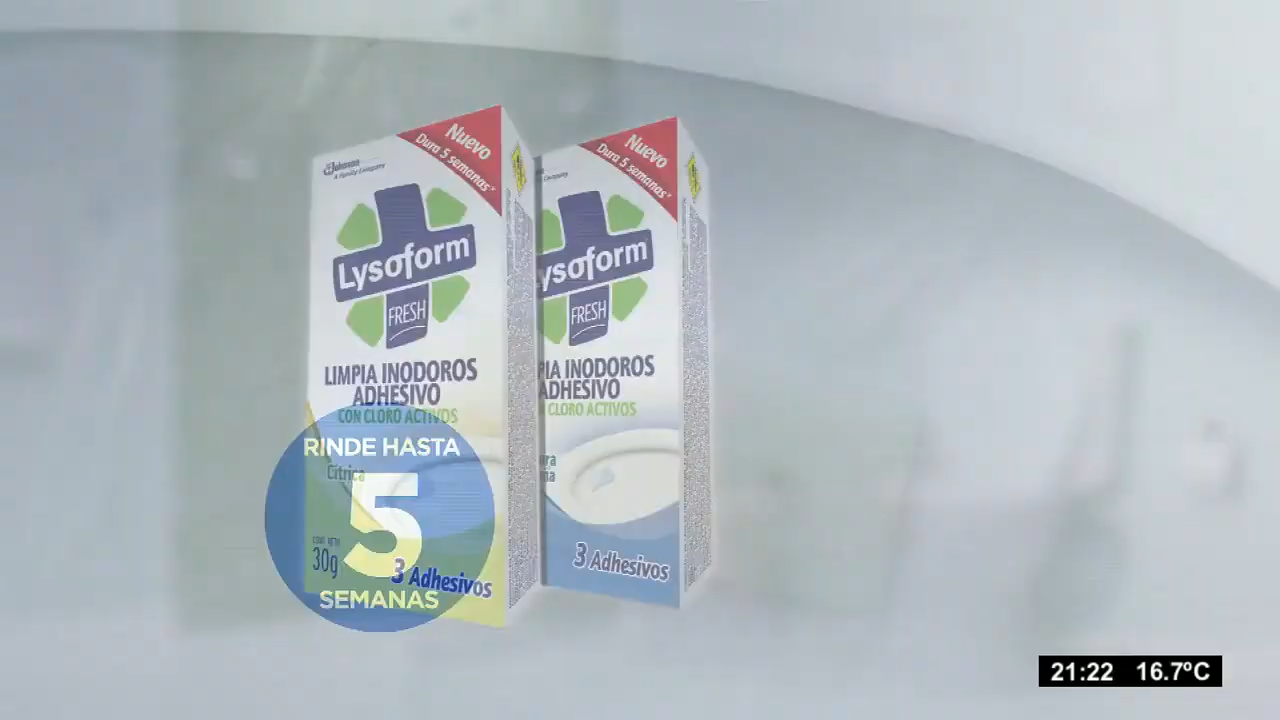 Nuevo
Dura 5 semanas*
Johnson
A Family Company
Lysoform
FRESH
LIMPIA INODOROS
ADHESIVO
CON CLORO ACTIVOS
Cítrica
30g
3 Adhesivos
Nuevo
Dura 5 semanas*
Company
ysoform
FRESH
PIA INODOROS
ADHESIVO
CLORO ACTIVOS
3 Adhesivos
RINDE HASTA
5
SEMANAS
21:22 16.7ºC